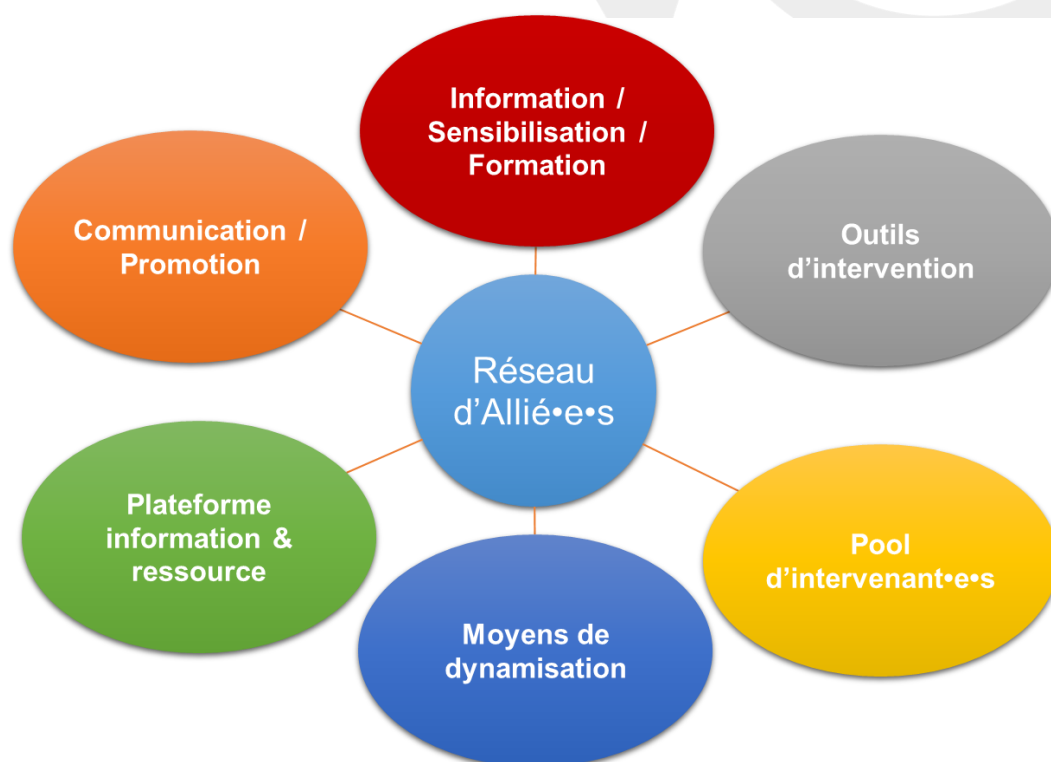 Information /
Sensibilisation /
Formation
Communication /
Promotion
Outils
d’intervention
Réseau
d’Allié•e•s
Plateforme
information &
ressource
Pool
d’intervenant•e•s
Moyens de
dynamisation